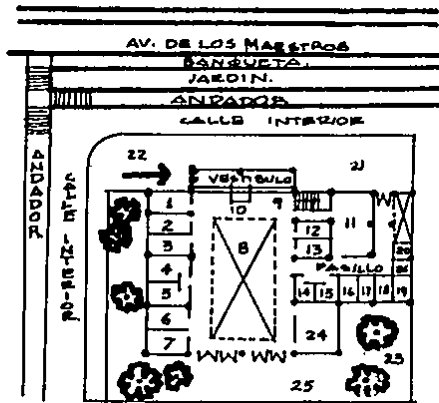 AV. DE LOS MAESTROS
BANQUETA.
JARDIN.
ANDADOR
CALLE INTERIOR
ANDADOR
CALLE INTERIOR
22
VESTIBULO
21
1
10
9
2
12
11
3
B
13
4
PASILLO
20
5
14 15 16 17 18 19
6
24
7
23
25